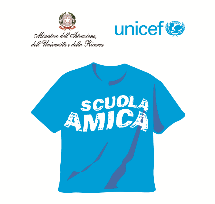 Ministero dell'Istruzione,
dell'Università e della Ricerca
unicef
SCUOLA
AMICA